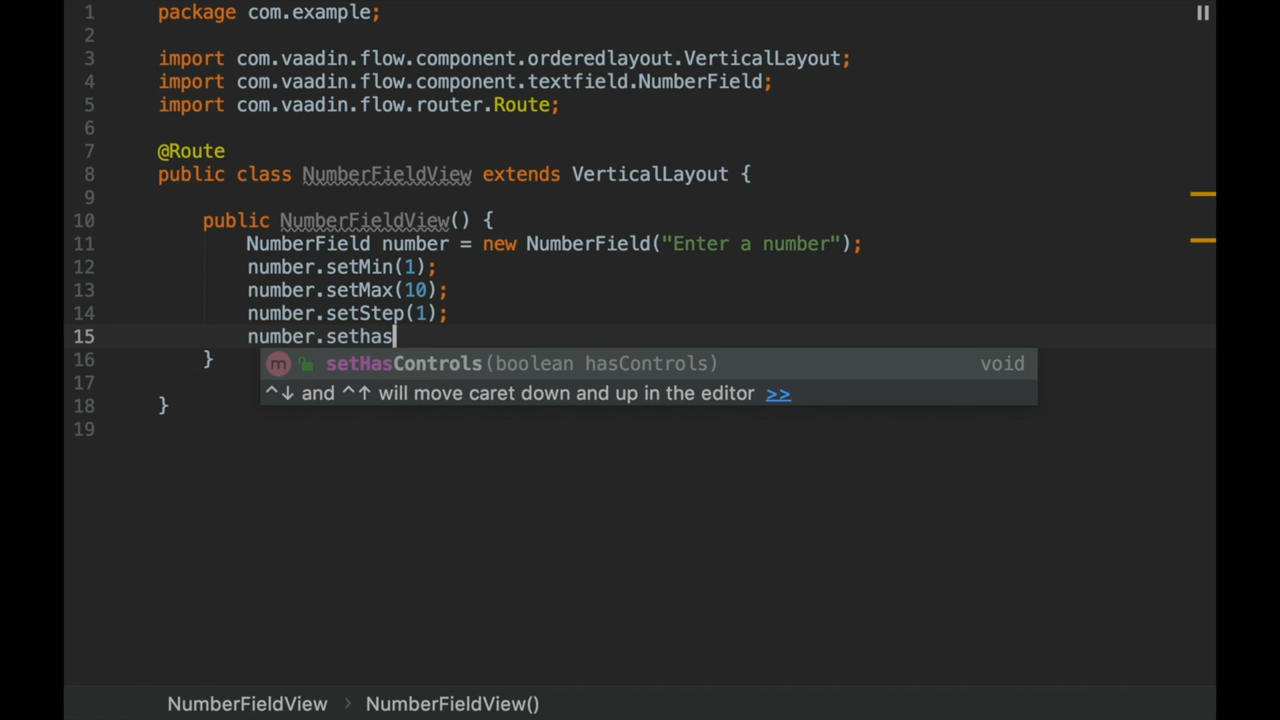 1 package com.example;
2
3 import com.vaadin.flow.component.orderedlayout.VerticalLayout;
4 import com.vaadin.flow.component.textfield.NumberField;
5 import com.vaadin.flow.router.Route;
6
7 @Route
8 public class NumberFieldView extends VerticalLayout {
9
10 public NumberFieldView() {
11 NumberField number = new NumberField("Enter a number");
12 number.setMin(1);
13 number.setMax(10);
14 number.setStep(1);
15 number.sethas
m setHasControls(boolean hasControls) void
16 }
^↓ and ^↑ will move caret down and up in the editor >>
17
18 }
19
NumberFieldView › NumberFieldView()